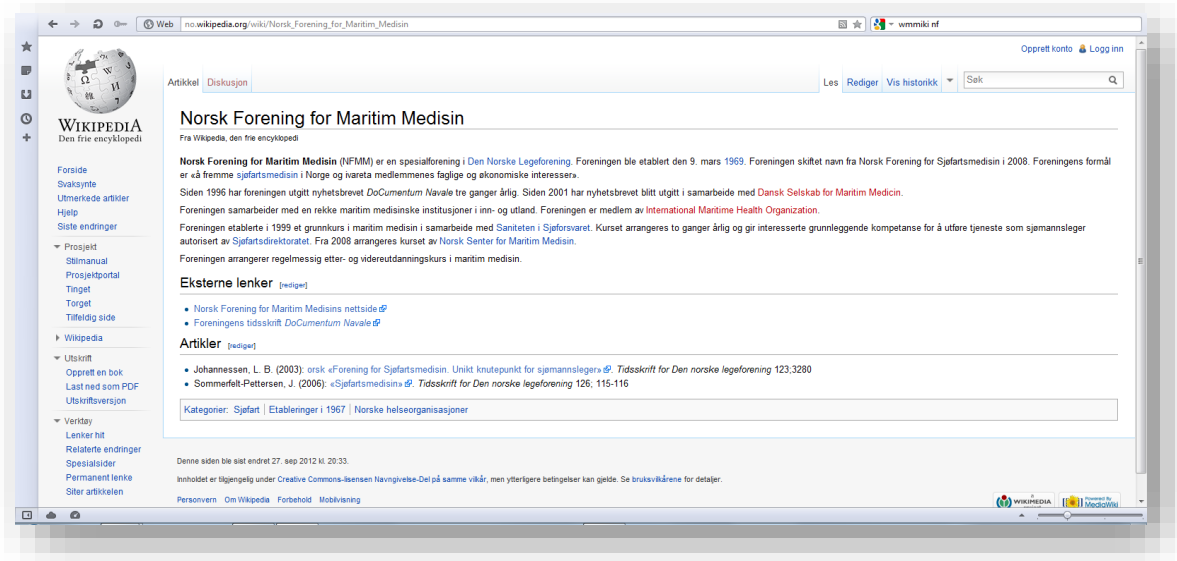 Web no.wikipedia.org/wiki/Norsk_Forening_for_Maritim_Medisin wmmiki nf
Opprett konto Logg inn
Artikkel Diskusjon Les Rediger Vis historikk Søk
WIKIPEDIA
Den frie encyklopedi
Forside
Svaksynte
Utmerkede artikler
Hjelp
Siste endringer
Prosjekt
Stilmanual
Prosjektportal
Tinget
Torget
Tilfeldig side
Wikipedia
Utskrift
Opprett en bok
Last ned som PDF
Utskriftsversjon
Verktøy
Lenker hit
Relaterte endringer
Spesialsider
Permanent lenke
Siter artikkelen
Norsk Forening for Maritim Medisin
Fra Wikipedia, den frie encyklopedi
Norsk Forening for Maritim Medisin (NFMM) er en spesialforening i Den Norske Legeforening. Foreningen ble etablert den 9. mars 1969. Foreningen skiftet navn fra Norsk Forening for Sjøfartsmedisin i 2008. Foreningens formål
er «å fremme sjøfartsmedisin i Norge og ivareta medlemmenes faglige og økonomiske interesser».
Siden 1996 har foreningen utgitt nyhetsbrevet DoCumentum Navale tre ganger årlig. Siden 2001 har nyhetsbrevet blitt utgitt i samarbeide med Dansk Selskab for Maritim Medicin.
Foreningen samarbeider med en rekke maritim medisinske institusjoner i inn- og utland. Foreningen er medlem av International Maritime Health Organization.
Foreningen etablerte i 1999 et grunnkurs i maritim medisin i samarbeide med Saniteten i Sjøforsvaret. Kurset arrangeres to ganger årlig og gir interesserte grunnleggende kompetanse for å utføre tjeneste som sjømannsleger
autorisert av Sjøfartsdirektoratet. Fra 2008 arrangeres kurset av Norsk Senter for Maritim Medisin.
Foreningen arrangerer regelmessig etter- og videreutdanningskurs i maritim medisin.
Eksterne lenker [rediger]
Norsk Forening for Maritim Medisins nettside
Foreningens tidsskrift DoCumentum Navale
Artikler [rediger]
Johannessen, L. B. (2003): orsk «Forening for Sjøfartsmedisin. Unikt knutepunkt for sjømannsleger». Tidsskrift for Den norske legeforening 123;3280
Sommerfelt-Pettersen, J. (2006): «Sjøfartsmedisin». Tidsskrift for Den norske legeforening 126; 115-116
Kategorier: Sjøfart | Etableringer i 1967 | Norske helseorganisasjoner
Denne siden ble sist endret 27. sep 2012 kl. 20:33.
Innholdet er tilgjengelig under Creative Commons-lisensen Navngivelse-Del på samme vilkår, men ytterligere betingelser kan gjelde. Se bruksvilkårene for detaljer.
Personvern Om Wikipedia Forbehold Mobilvisning
A WIKIMEDIA
Powered By MediaWiki